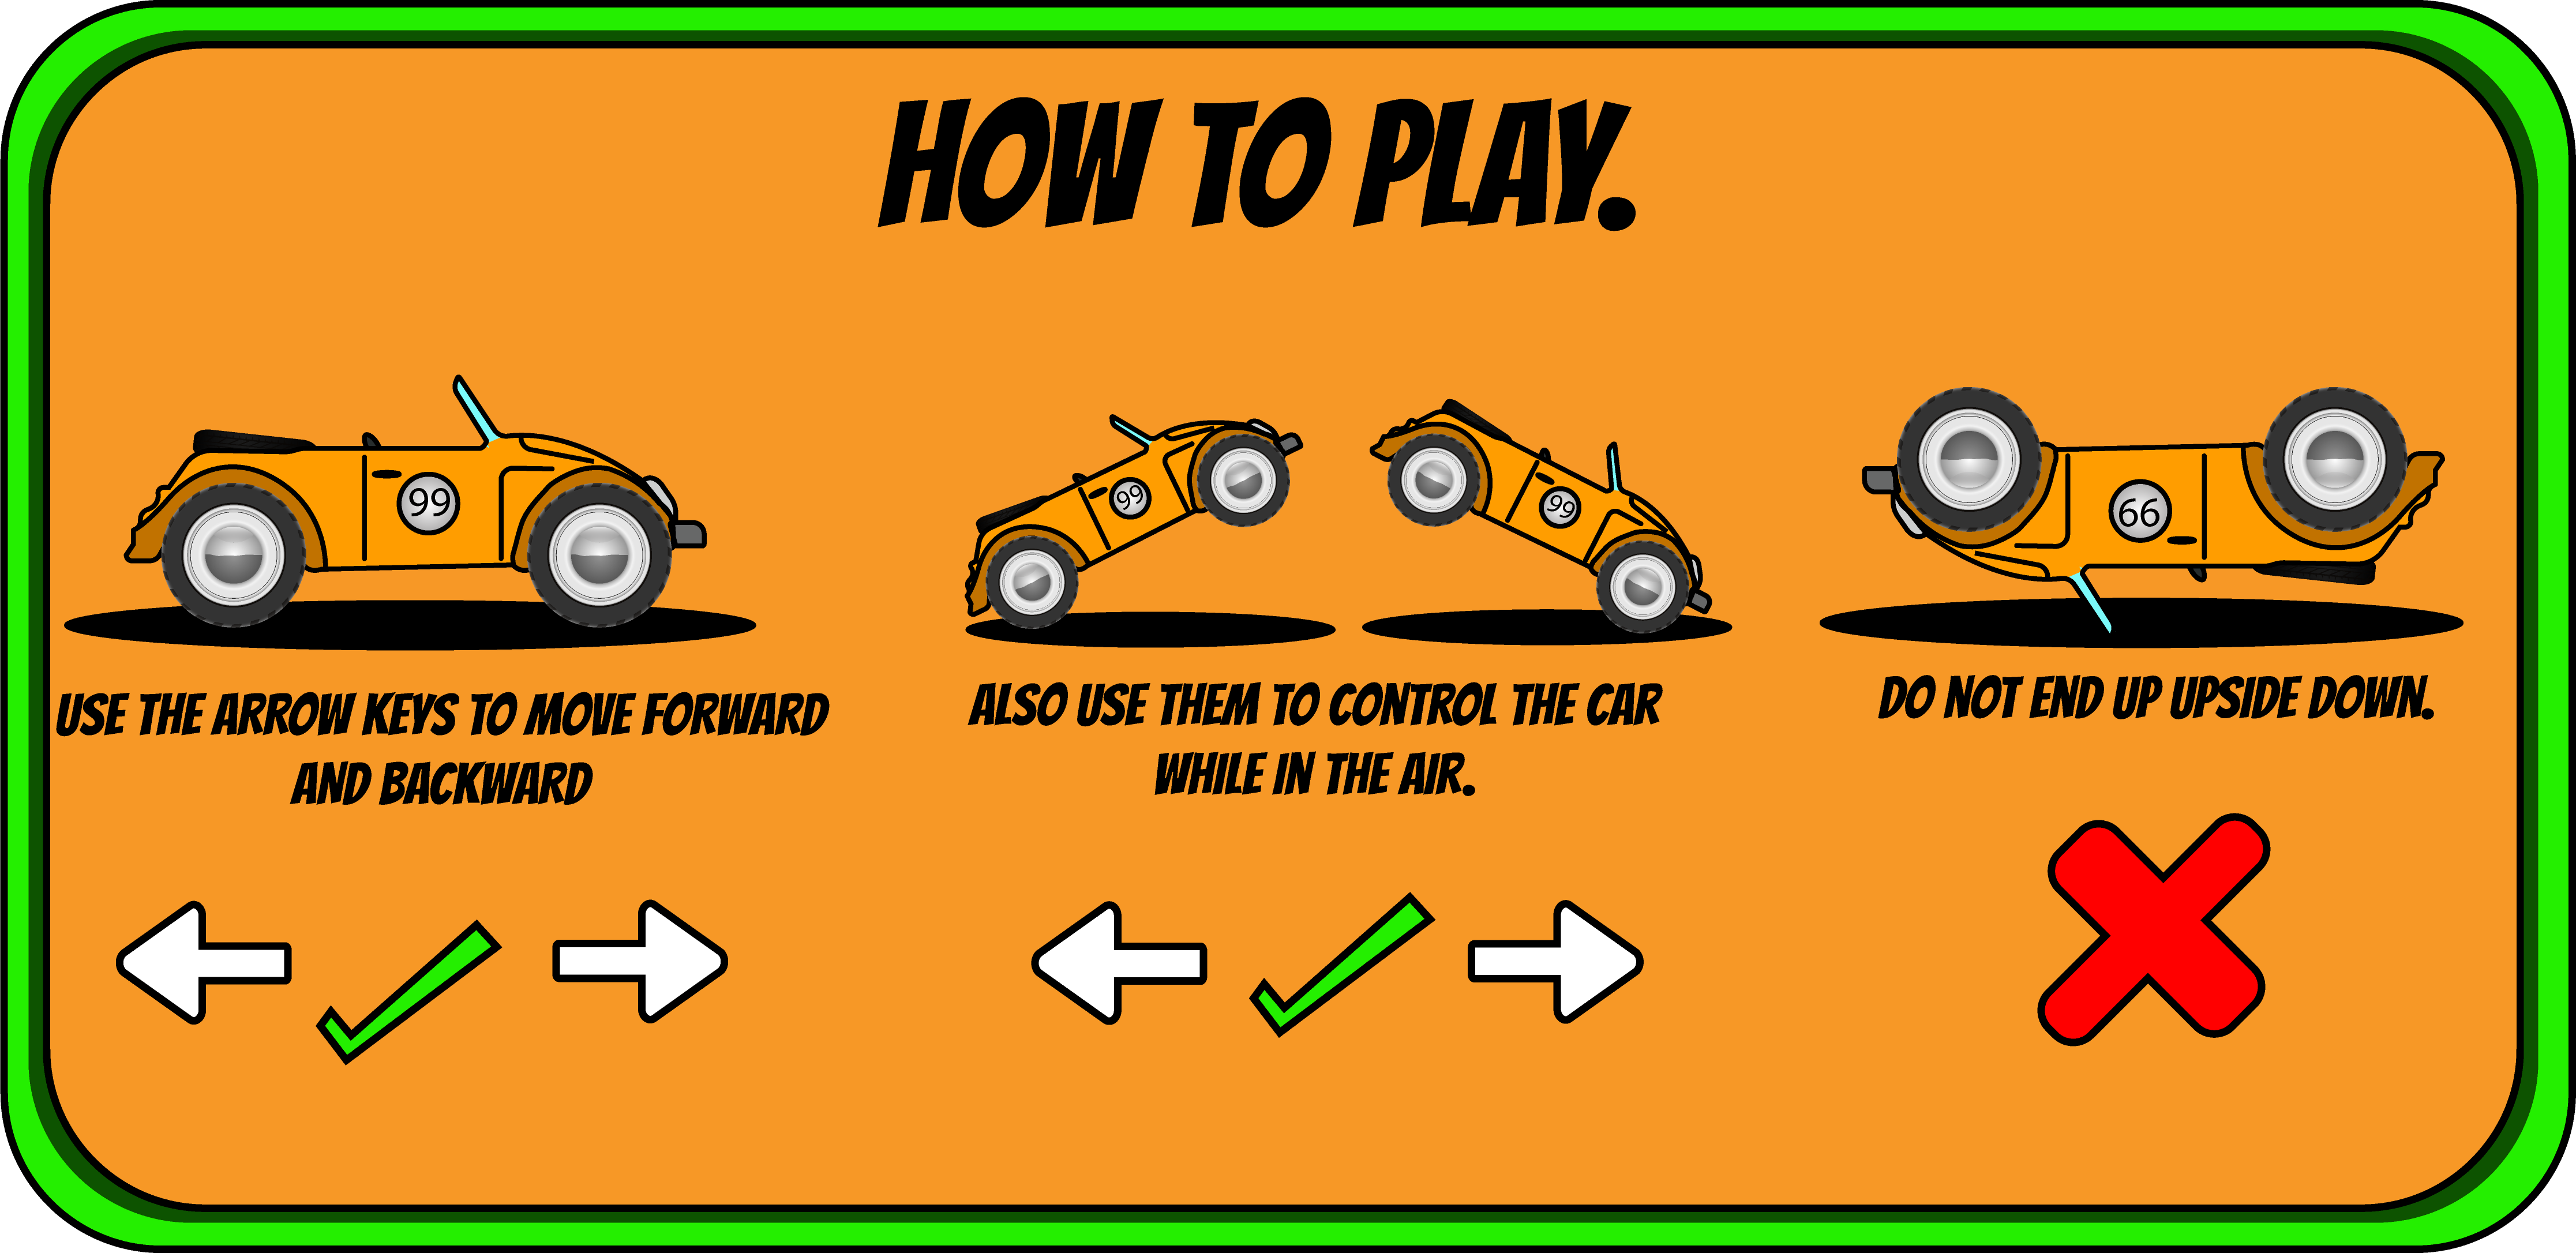 HOW TO PLAY.
99
99
99
66
USE THE ARROW KEYS TO MOVE FORWARD
AND BACKWARD
ALSO USE THEM TO CONTROL THE CAR
WHILE IN THE AIR.
DO NOT END UP UPSIDE DOWN.